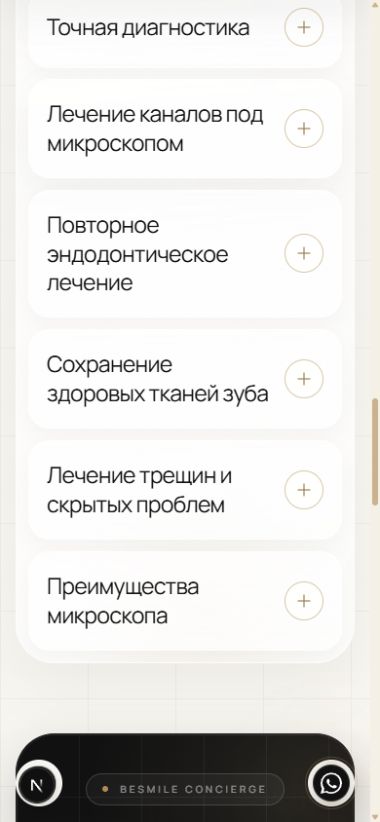 Точная диагностика
Лечение каналов под
микроскопом
Повторное
эндодонтическое
лечение
Сохранение
здоровых тканей зуба
Лечение трещин и
скрытых проблем
Преимущества
микроскопа
N
BESMILE CONCIERGE